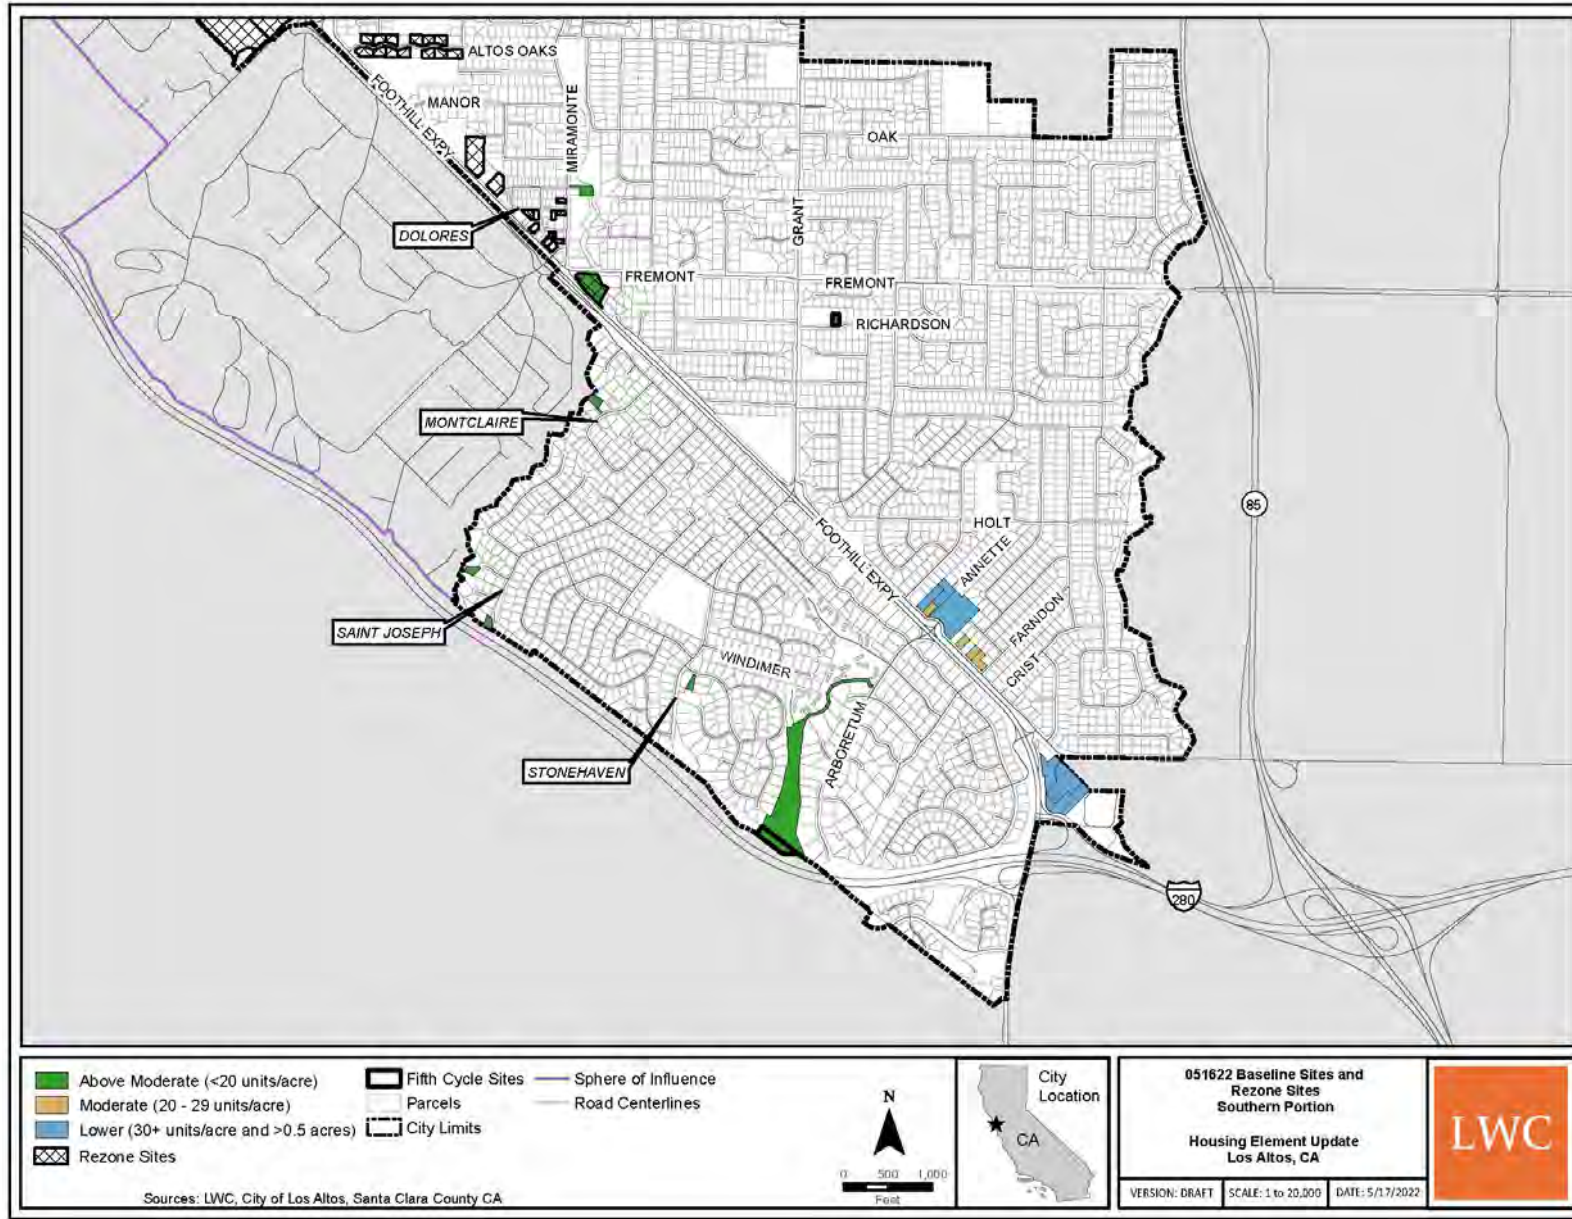 ALTOS OAKS
MANOR
FOOTHILL EXPY
MIRAMONTE
OAK
GRANT
DOLORES
FREMONT
FREMONT
RICHARDSON
MONTCLAIRE
85
HOLT
FOOTHILL EXPY
ANNETTE
FARNDON
SAINT JOSEPH
WINDIMER
CRIST
ARBORETUM
STONEHAVEN
280
Above Moderate (<20 units/acre)
Moderate (20 - 29 units/acre)
Lower (30+ units/acre and >0.5 acres)
Rezone Sites
Fifth Cycle Sites
Parcels
City Limits
Sphere of Influence
Road Centerlines
Sources: LWC, City of Los Altos, Santa Clara County CA
N
0 500 1,000
Feet
City
Location
CA
051622 Baseline Sites and
Rezone Sites
Southern Portion
Housing Element Update
Los Altos, CA
VERSION: DRAFT
SCALE: 1 to 20,000
DATE: 5/17/2022
LWC